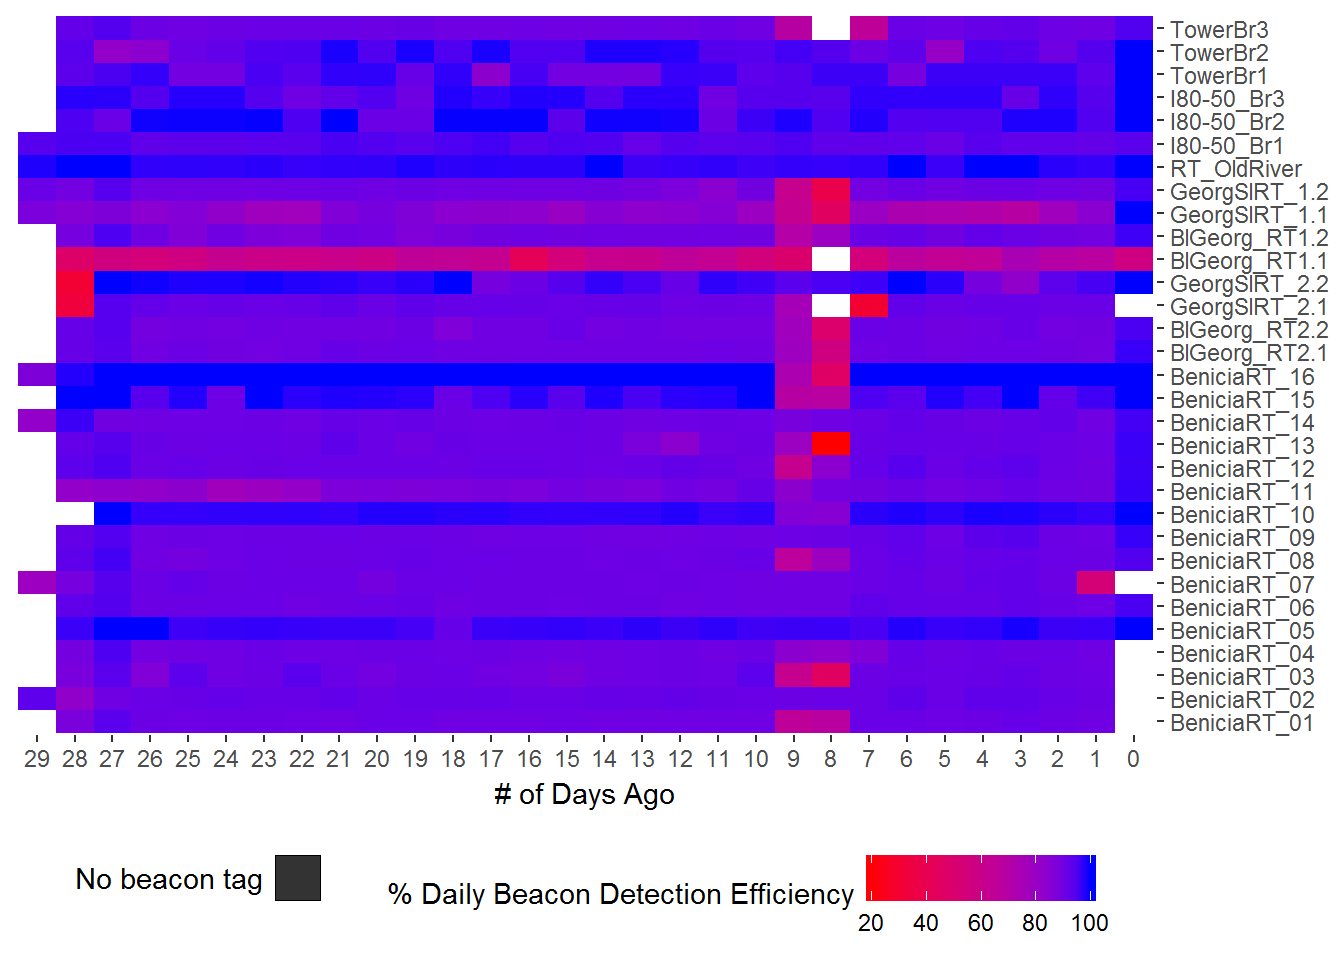 TowerBr3
TowerBr2
TowerBr1
I80-50_Br3
I80-50_Br2
I80-50_Br1
RT_OldRiver
GeorgSlRT_1.2
GeorgSlRT_1.1
BlGeorg_RT1.2
BlGeorg_RT1.1
GeorgSlRT_2.2
GeorgSlRT_2.1
BlGeorg_RT2.2
BlGeorg_RT2.1
BeniciaRT_16
BeniciaRT_15
BeniciaRT_14
BeniciaRT_13
BeniciaRT_12
BeniciaRT_11
BeniciaRT_10
BeniciaRT_09
BeniciaRT_08
BeniciaRT_07
BeniciaRT_06
BeniciaRT_05
BeniciaRT_04
BeniciaRT_03
BeniciaRT_02
BeniciaRT_01
29 28 27 26 25 24 23 22 21 20 19 18 17 16 15 14 13 12 11 10 9 8 7 6 5 4 3 2 1 0
# of Days Ago
No beacon tag
% Daily Beacon Detection Efficiency
20 40 60 80 100